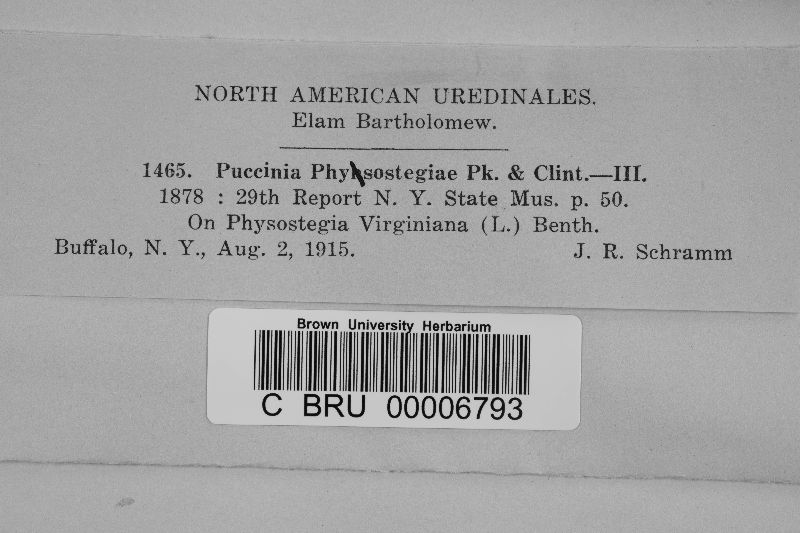 NORTH AMERICAN UREDINALES.
Elam Bartholomew.
1465. Puccinia Physostegiae Pk. & Clint.—III.
1878 : 29th Report N. Y. State Mus. p. 50.
On Physostegia Virginiana (L.) Benth.
Buffalo, N. Y., Aug. 2, 1915. J. R. Schramm
Brown University Herbarium
C BRU 00006793